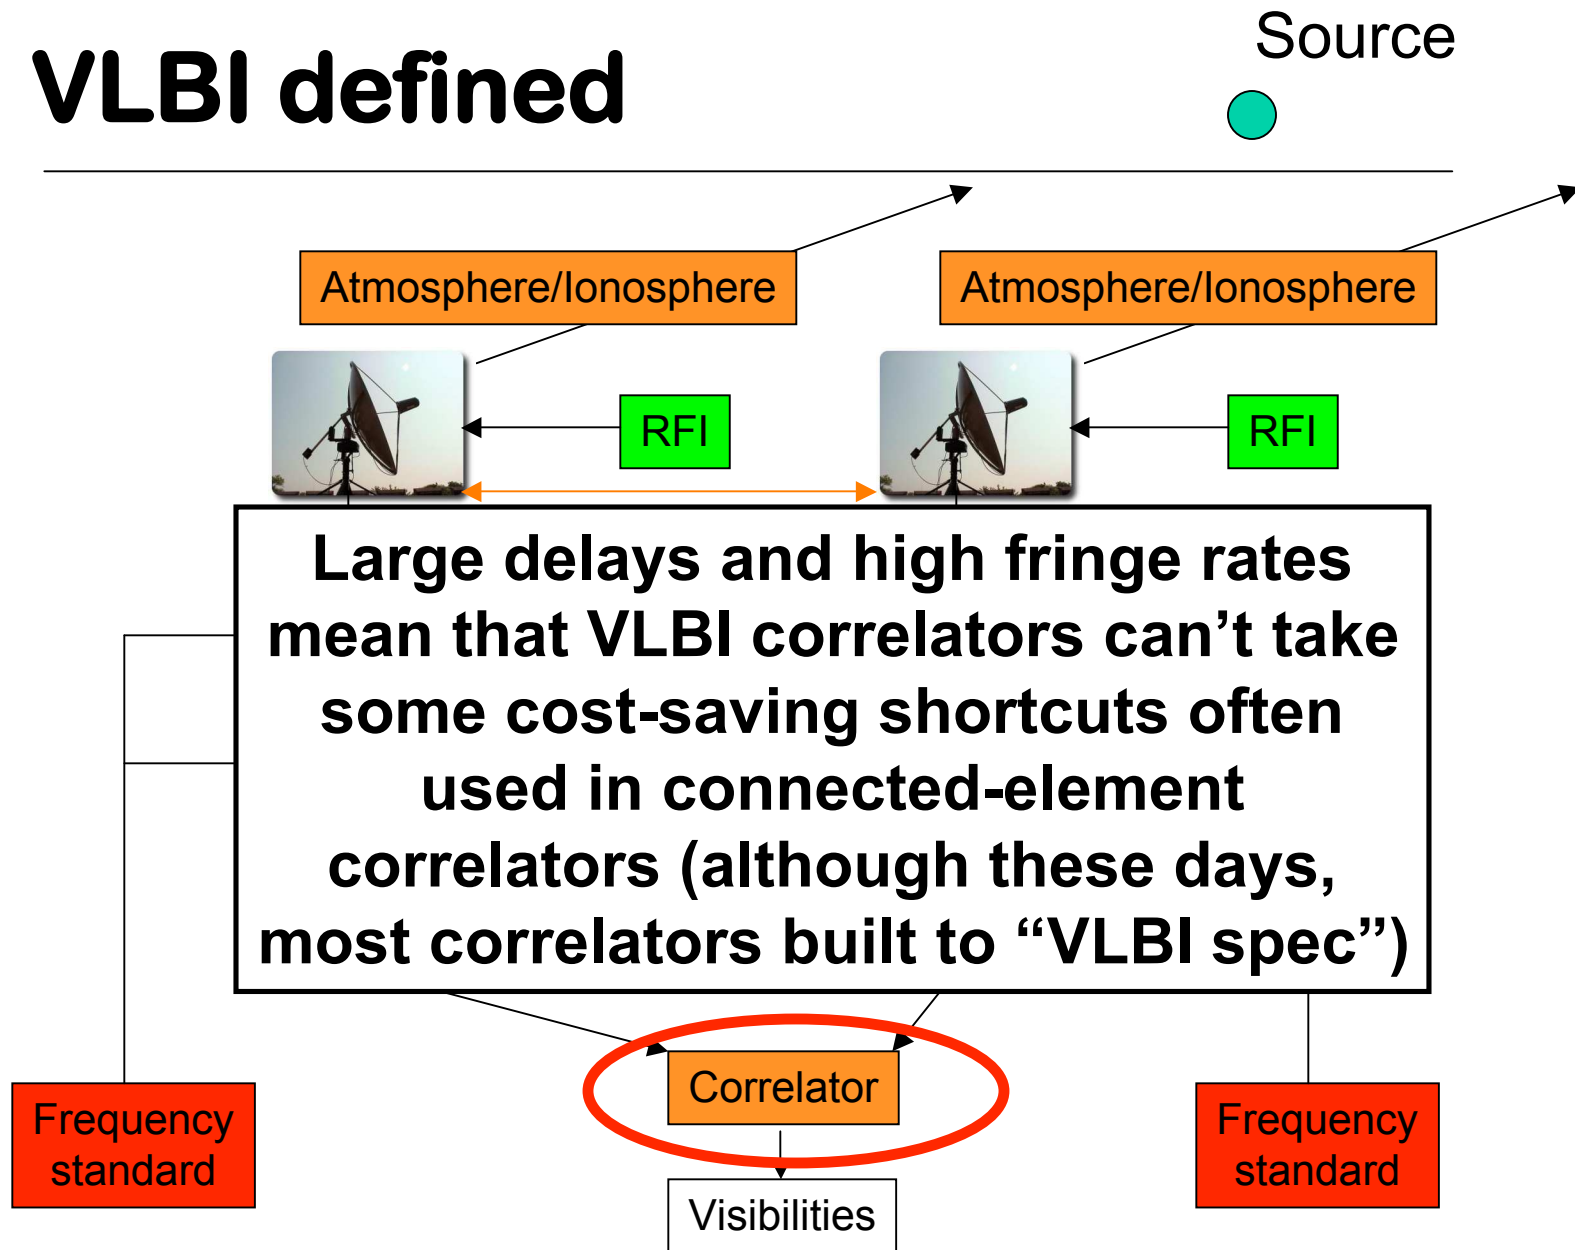 VLBI defined
Source
Atmosphere/Ionosphere
Atmosphere/Ionosphere
RFI
RFI
Large delays and high fringe rates
mean that VLBI correlators can’t take
some cost-saving shortcuts often
used in connected-element
correlators (although these days,
most correlators built to “VLBI spec”)
Correlator
Frequency
standard
Frequency
standard
Visibilities